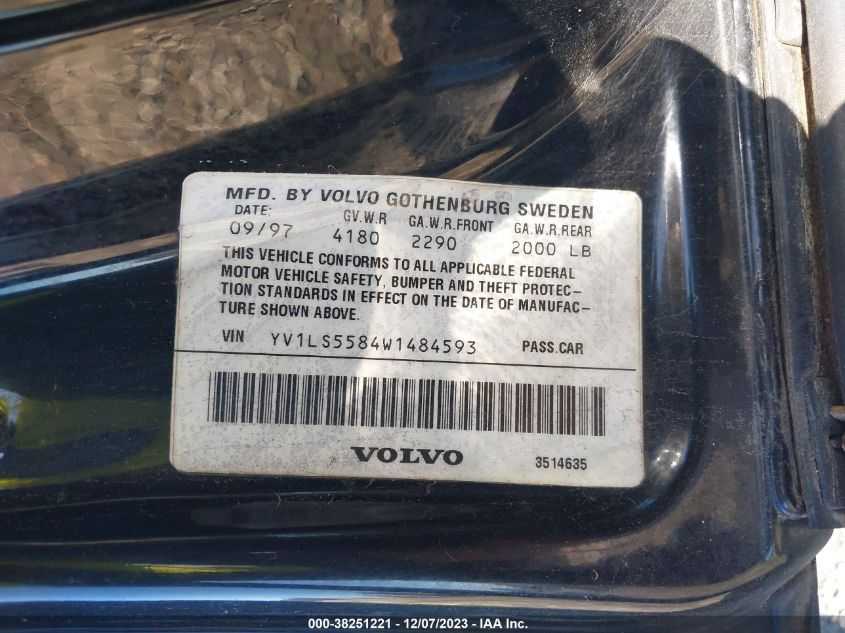 MFD. BY VOLVO GOTHENBURG SWEDEN
DATE: GV.W.R GA.W.R.FRONT GA.W.R.REAR
09/97 4180 2290 2000 LB
THIS VEHICLE CONFORMS TO ALL APPLICABLE FEDERAL
MOTOR VEHICLE SAFETY, BUMPER AND THEFT PROTEC-
TION STANDARDS IN EFFECT ON THE DATE OF MANUFAC-
TURE SHOWN ABOVE.
VIN YV1LS5584W1484593 PASS.CAR
VOLVO 3514635
000-38251221 - 12/07/2023 - IAA Inc.